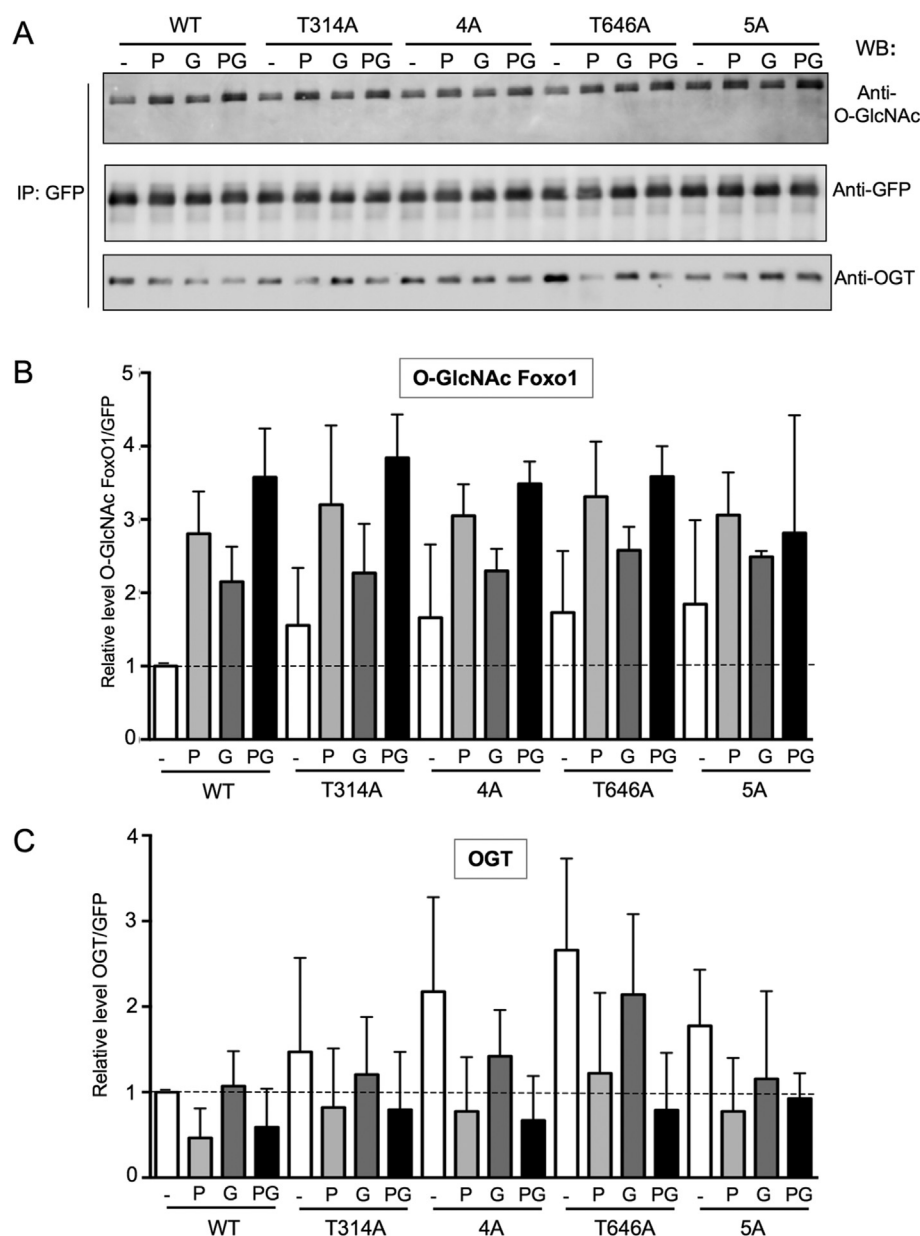 A
WT T314A 4A T646A 5A
- P G PG - P G PG - P G PG - P G PG - P G PG
WB:
Anti-
O-GlcNAc
IP: GFP
Anti-GFP
Anti-OGT
B
O-GlcNAc Foxo1
Relative level O-GlcNAc FoxO1/GFP
5
4
3
2
1
0
- P G PG - P G PG - P G PG - P G PG - P G PG
WT T314A 4A T646A 5A
C
OGT
Relative level OGT/GFP
4
3
2
1
0
- P G PG - P G PG - P G PG - P G PG - P G PG
WT T314A 4A T646A 5A